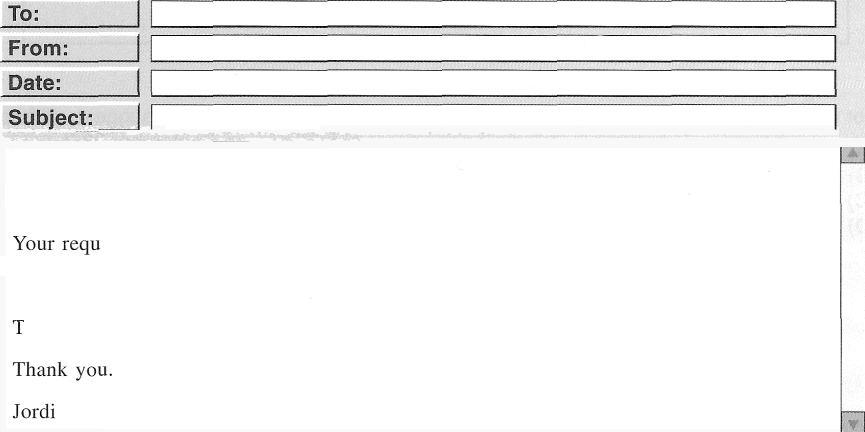 To:
From:
Date:
Subject:
Your requ
T
Thank you.
Jordi